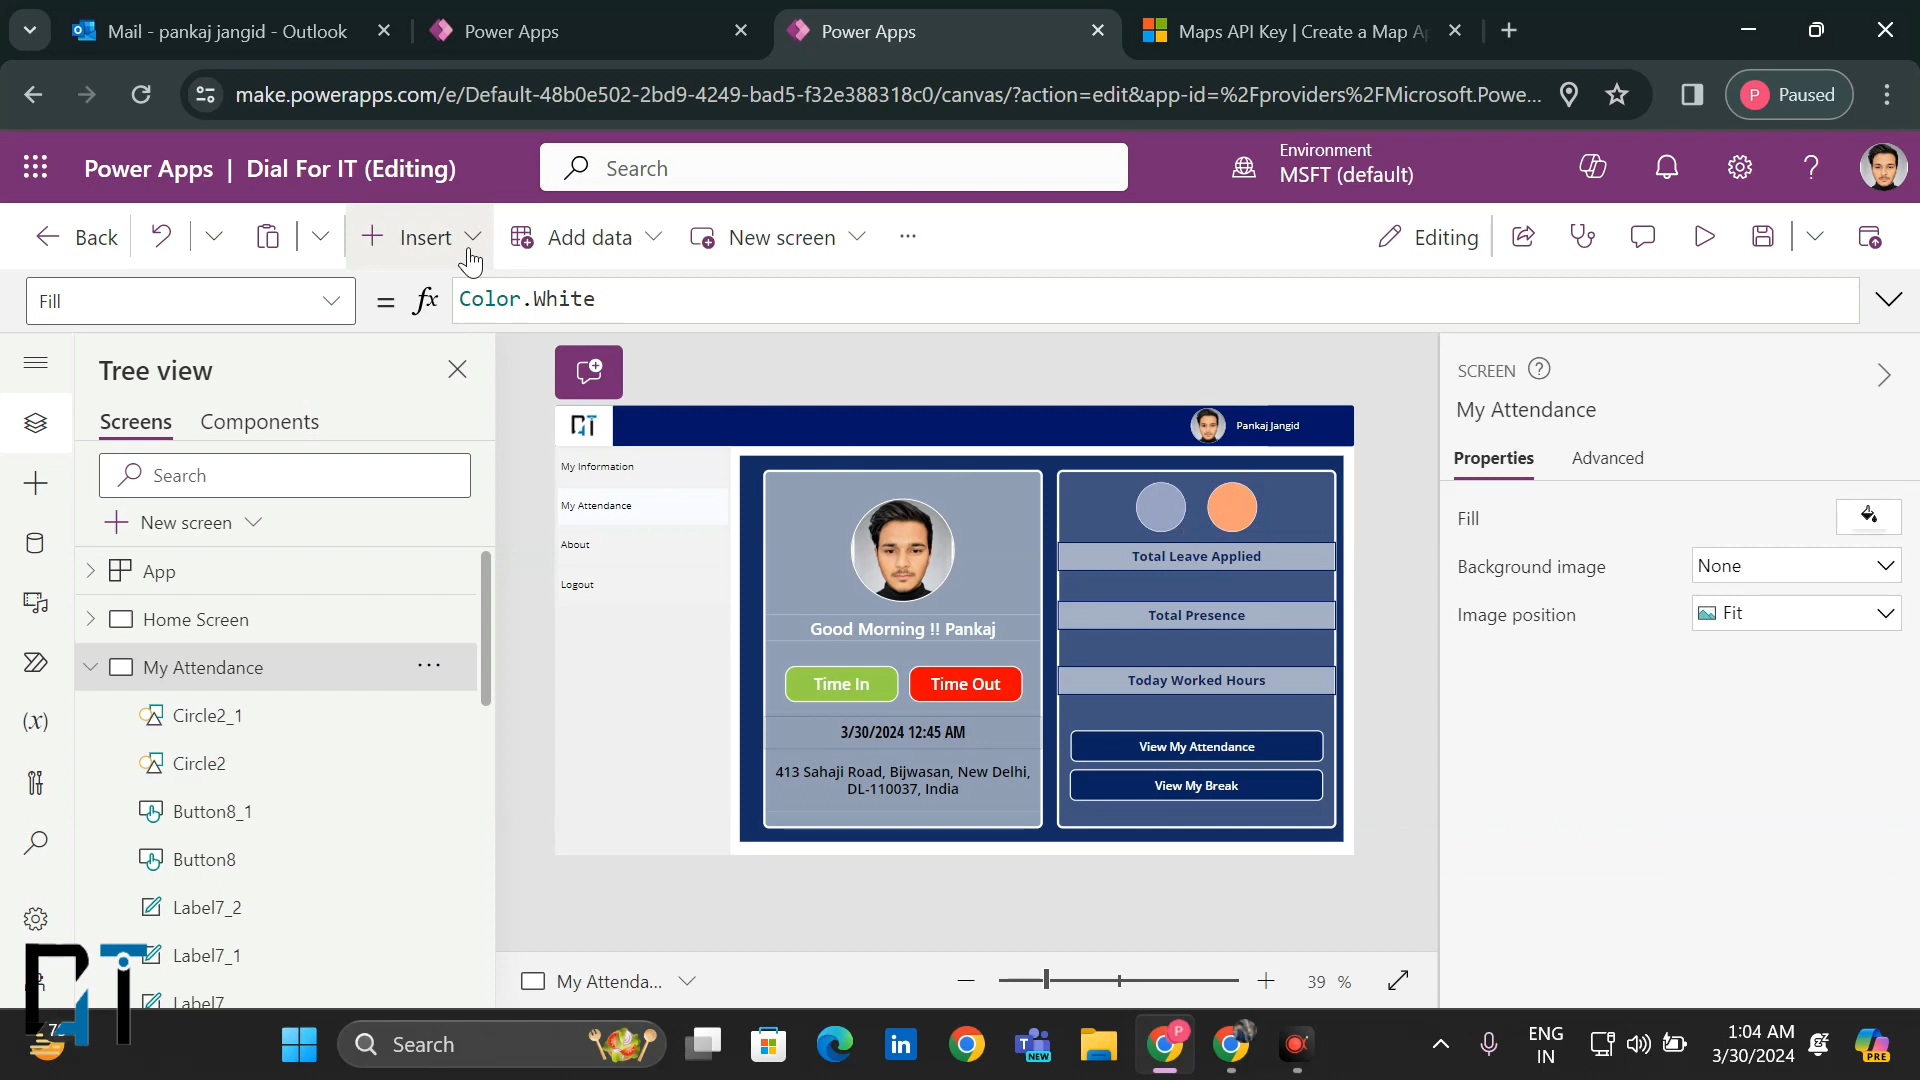 Mail - pankaj jangid - Outlook
Power Apps
Power Apps
Maps API Key | Create a Map Ap
make.powerapps.com/e/Default-48b0e502-2bd9-4249-bad5-f32e388318c0/canvas/?action=edit&app-id=%2Fproviders%2FMicrosoft.Powe...
P Paused
Power Apps | Dial For IT (Editing)
Search
Environment
MSFT (default)
Back
Insert
Add data
New screen
Editing
Fill
= fx Color.White
Tree view
Screens
Components
Search
New screen
App
Home Screen
My Attendance
Circle2_1
Circle2
Button8_1
Button8
Label7_2
Label7_1
Label7
Pankaj Jangid
My Information
My Attendance
About
Logout
Good Morning !! Pankaj
Time In
Time Out
3/30/2024 12:45 AM
413 Sahaji Road, Bijwasan, New Delhi,
DL-110037, India
Total Leave Applied
Total Presence
Today Worked Hours
View My Attendance
View My Break
My Attenda...
39 %
SCREEN
My Attendance
Properties
Advanced
Fill
Background image
None
Image position
Fit
Search
NEW
ENG
IN
1:04 AM
3/30/2024
PRE